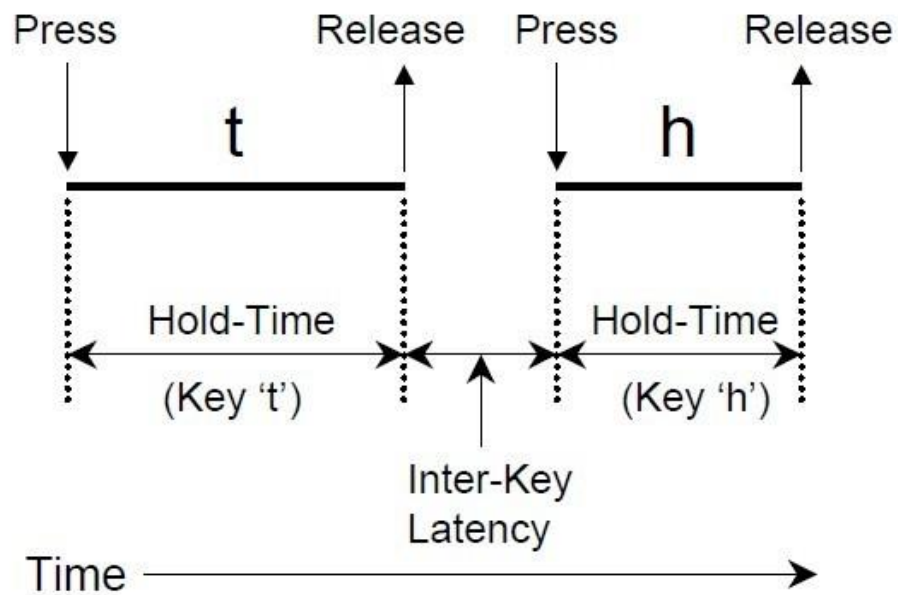 Press Release Press Release
t h
Hold-Time Hold-Time
(Key ‘t’) (Key ‘h’)
Inter-Key
Latency
Time